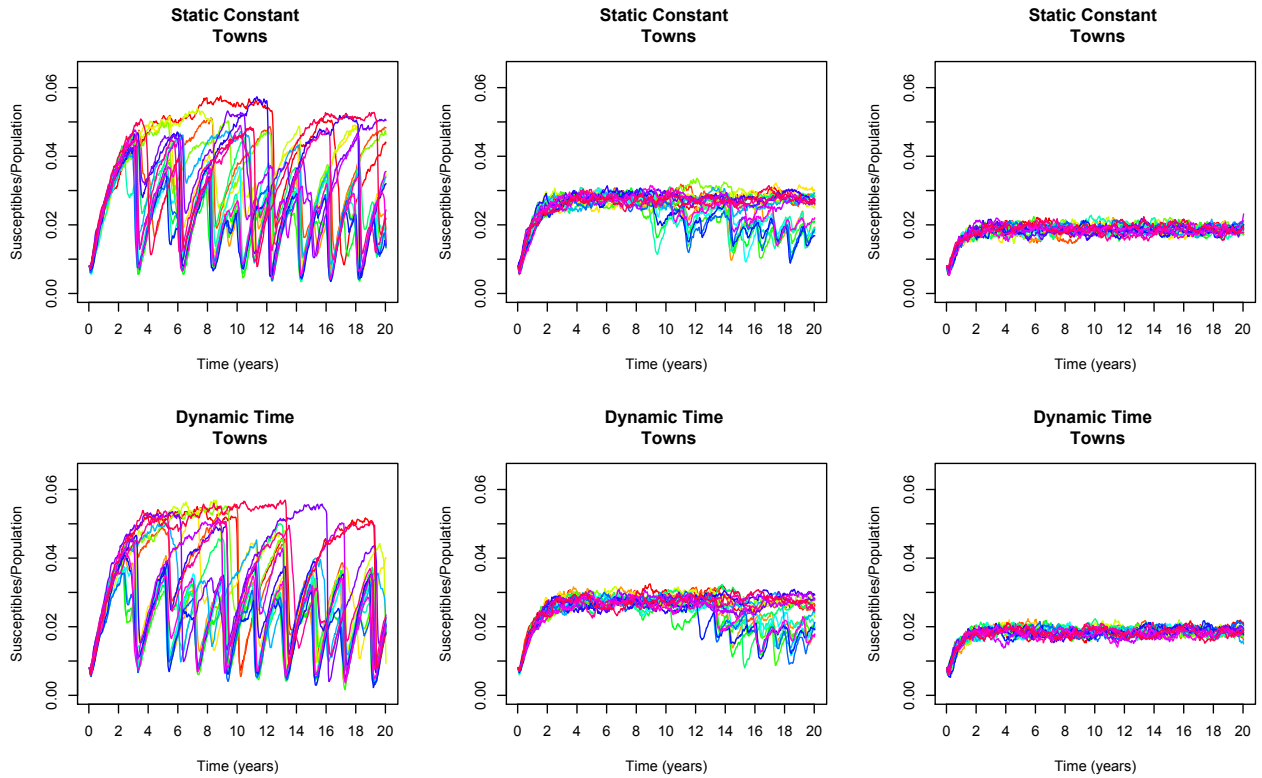 Static Constant
Towns
Static Constant
Towns
Static Constant
Towns
Susceptibles/Population
0.00 0.02 0.04 0.06
0 2 4 6 8 10 12 14 16 18 20
Time (years)
Susceptibles/Population
0.00 0.02 0.04 0.06
0 2 4 6 8 10 12 14 16 18 20
Time (years)
Susceptibles/Population
0.00 0.02 0.04 0.06
0 2 4 6 8 10 12 14 16 18 20
Time (years)
Dynamic Time
Towns
Dynamic Time
Towns
Dynamic Time
Towns
Susceptibles/Population
0.00 0.02 0.04 0.06
0 2 4 6 8 10 12 14 16 18 20
Time (years)
Susceptibles/Population
0.00 0.02 0.04 0.06
0 2 4 6 8 10 12 14 16 18 20
Time (years)
Susceptibles/Population
0.00 0.02 0.04 0.06
0 2 4 6 8 10 12 14 16 18 20
Time (years)